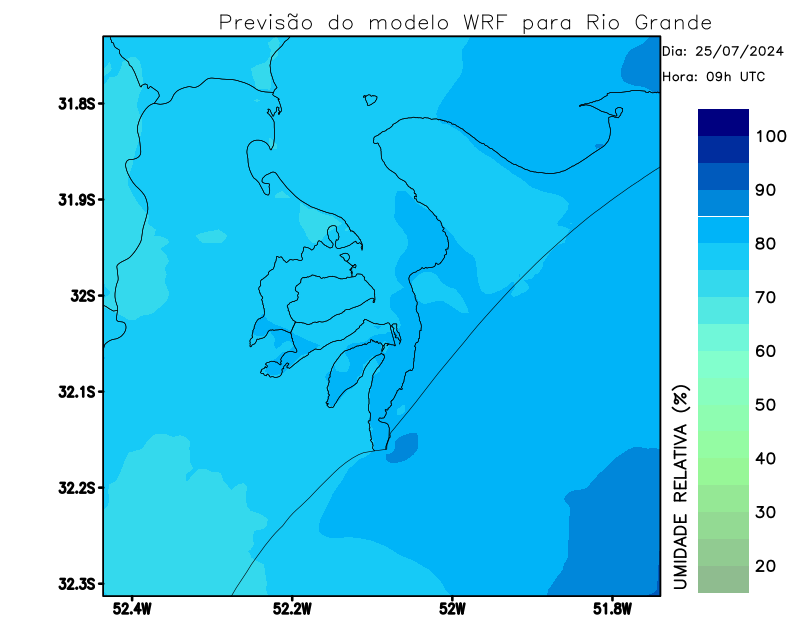 Previsão do modelo WRF para Rio Grande
Dia: 25/07/2024
Hora: 09h UTC
31.8S
31.9S
32S
32.1S
32.2S
32.3S
52.4W
52.2W
52W
51.8W
UMIDADE RELATIVA (%)
100
90
80
70
60
50
40
30
20